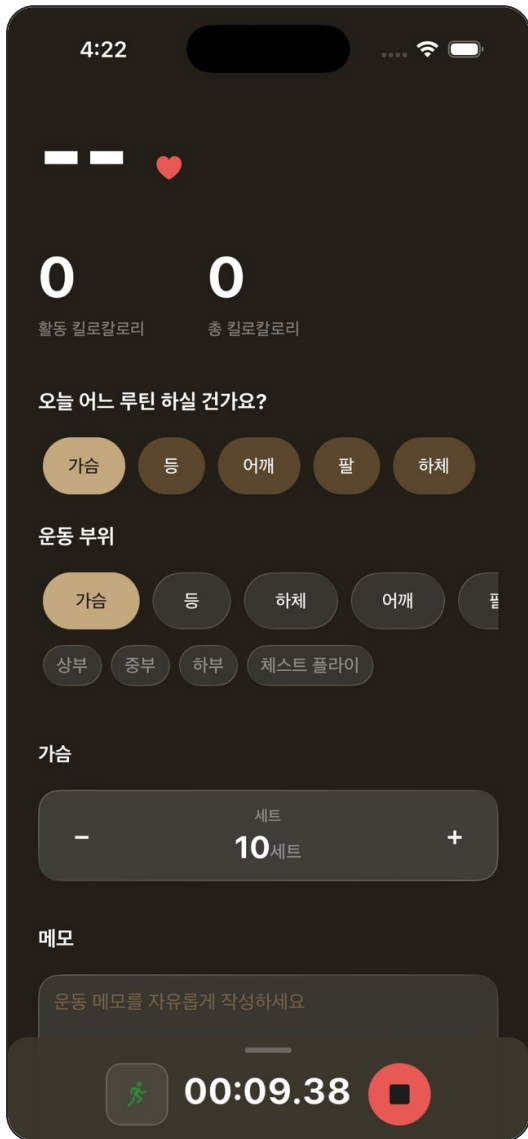 4:22
--
0 0
활동 킬로칼로리 총 킬로칼로리
오늘 어느 루틴 하실 건가요?
가슴 등 어깨 팔 하체
운동 부위
가슴 등 하체 어깨
상부 중부 하부 체스트 플라이
가슴
세트
− 10세트 +
메모
운동 메모를 자유롭게 작성하세요
00:09.38